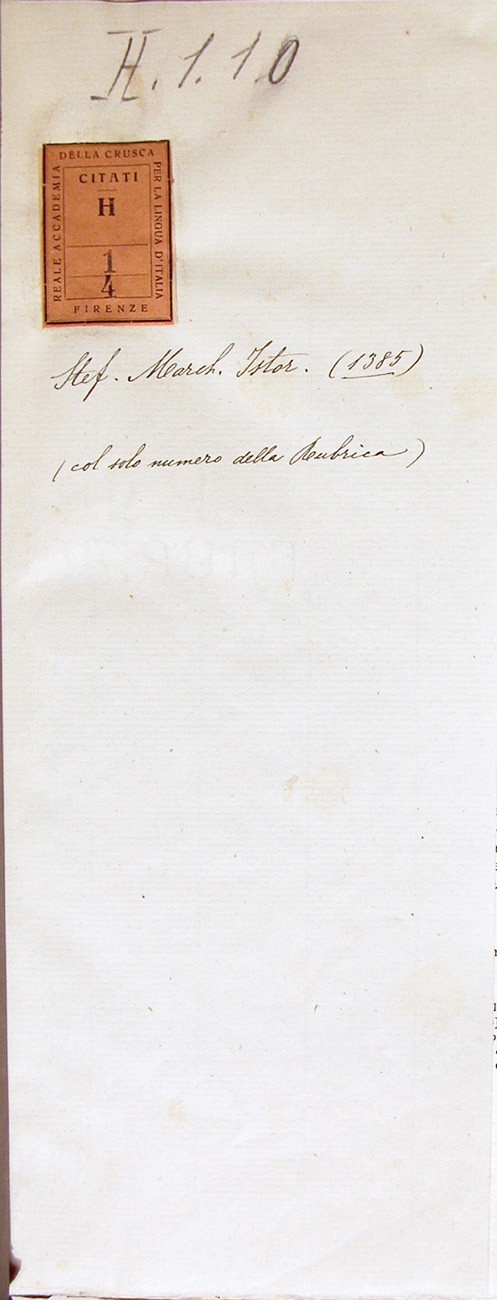 H.1.10
DELLA CRUSCA
REALE ACCADEMIA
PER LA LINGUA D'ITALIA
CITATI
H
1
4
FIRENZE
Stef. March. Istor. (1385)
(col solo numero della Rubrica)